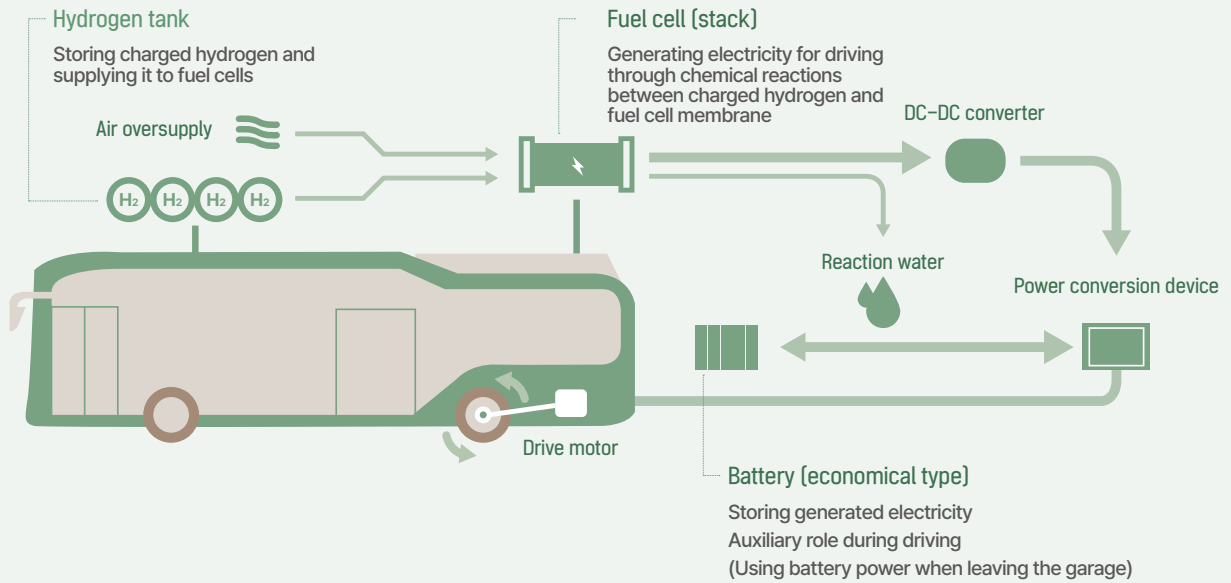 Hydrogen tank
Storing charged hydrogen and
supplying it to fuel cells
Fuel cell (stack)
Generating electricity for driving
through chemical reactions
between charged hydrogen and
fuel cell membrane
Air oversupply
DC-DC converter
H2 H2 H2 H2
Reaction water
Power conversion device
Drive motor
Battery (economical type)
Storing generated electricity
Auxiliary role during driving
(Using battery power when leaving the garage)